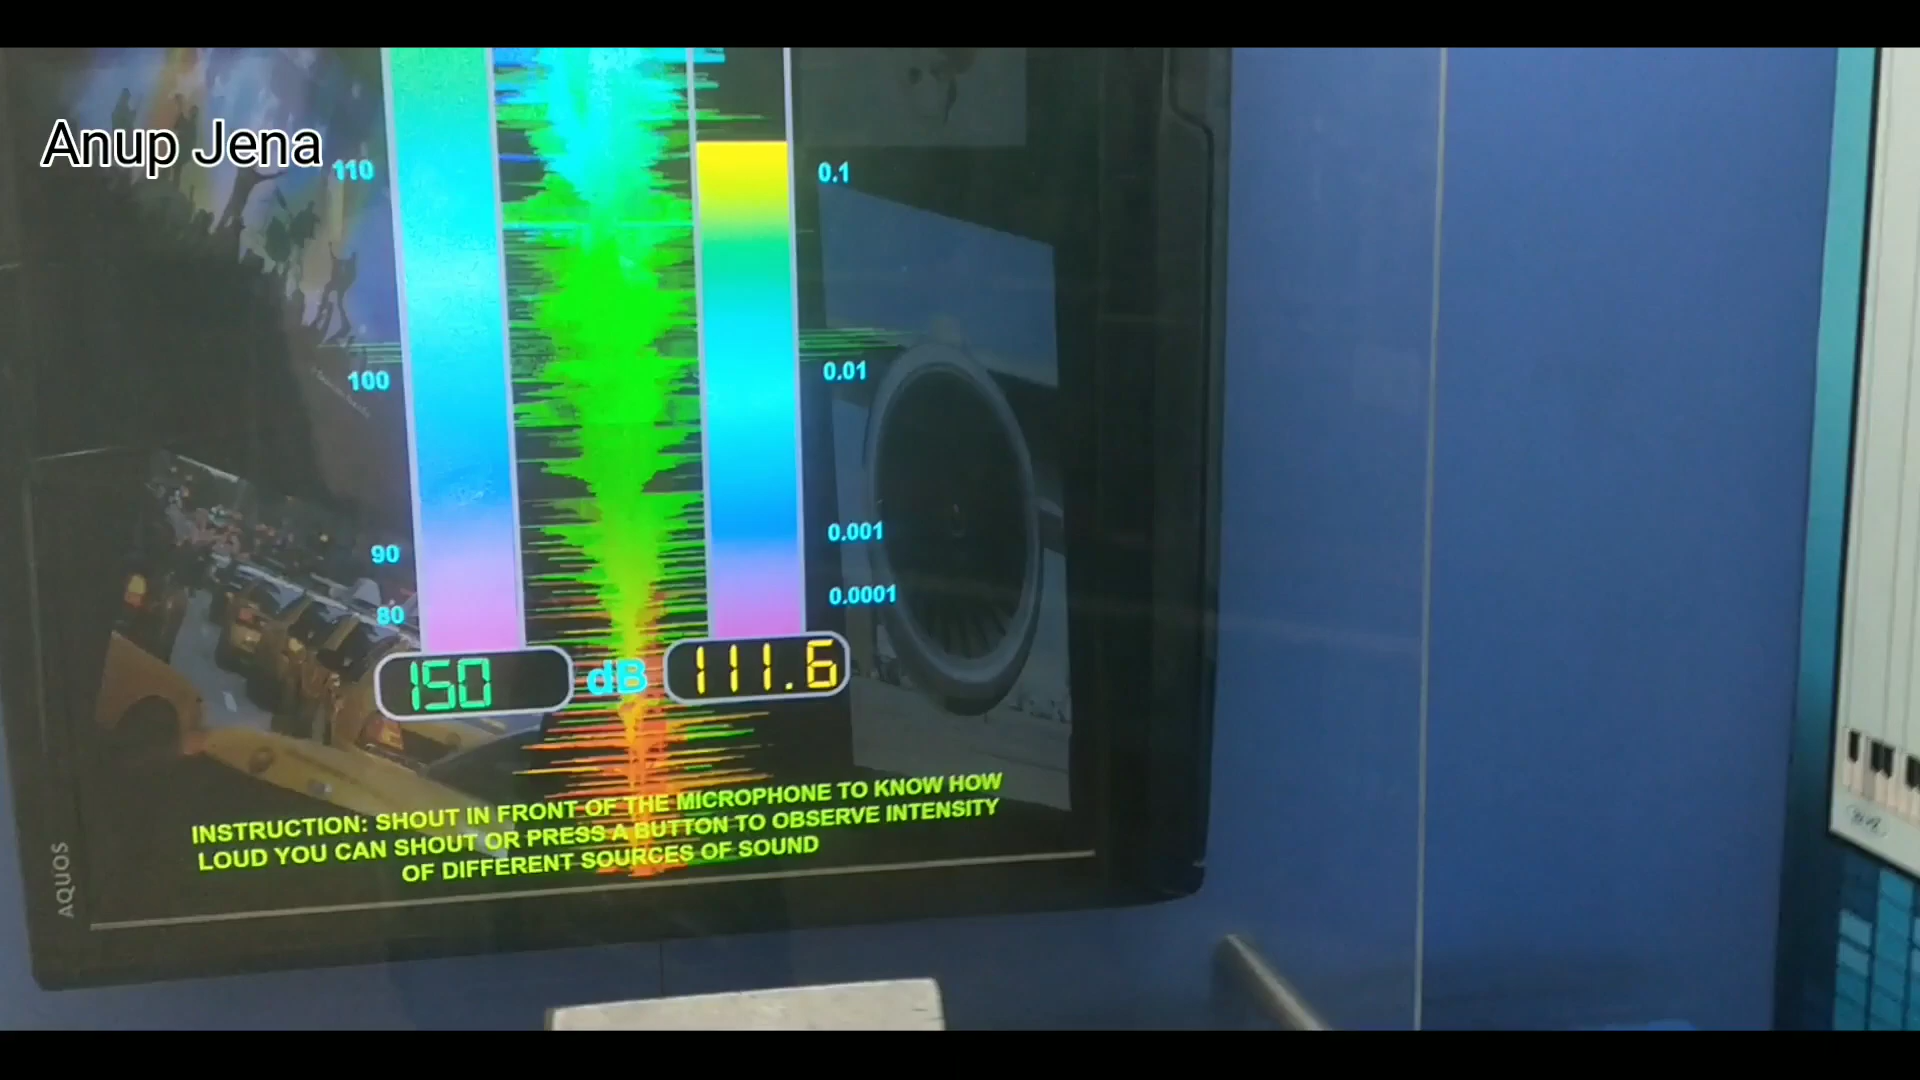 Anup Jena
110
0.1
100
0.01
90
0.001
80
0.0001
150 dB 111.6
INSTRUCTION: SHOUT IN FRONT OF THE MICROPHONE TO KNOW HOW
LOUD YOU CAN SHOUT OR PRESS A BUTTON TO OBSERVE INTENSITY
OF DIFFERENT SOURCES OF SOUND
AQUOS